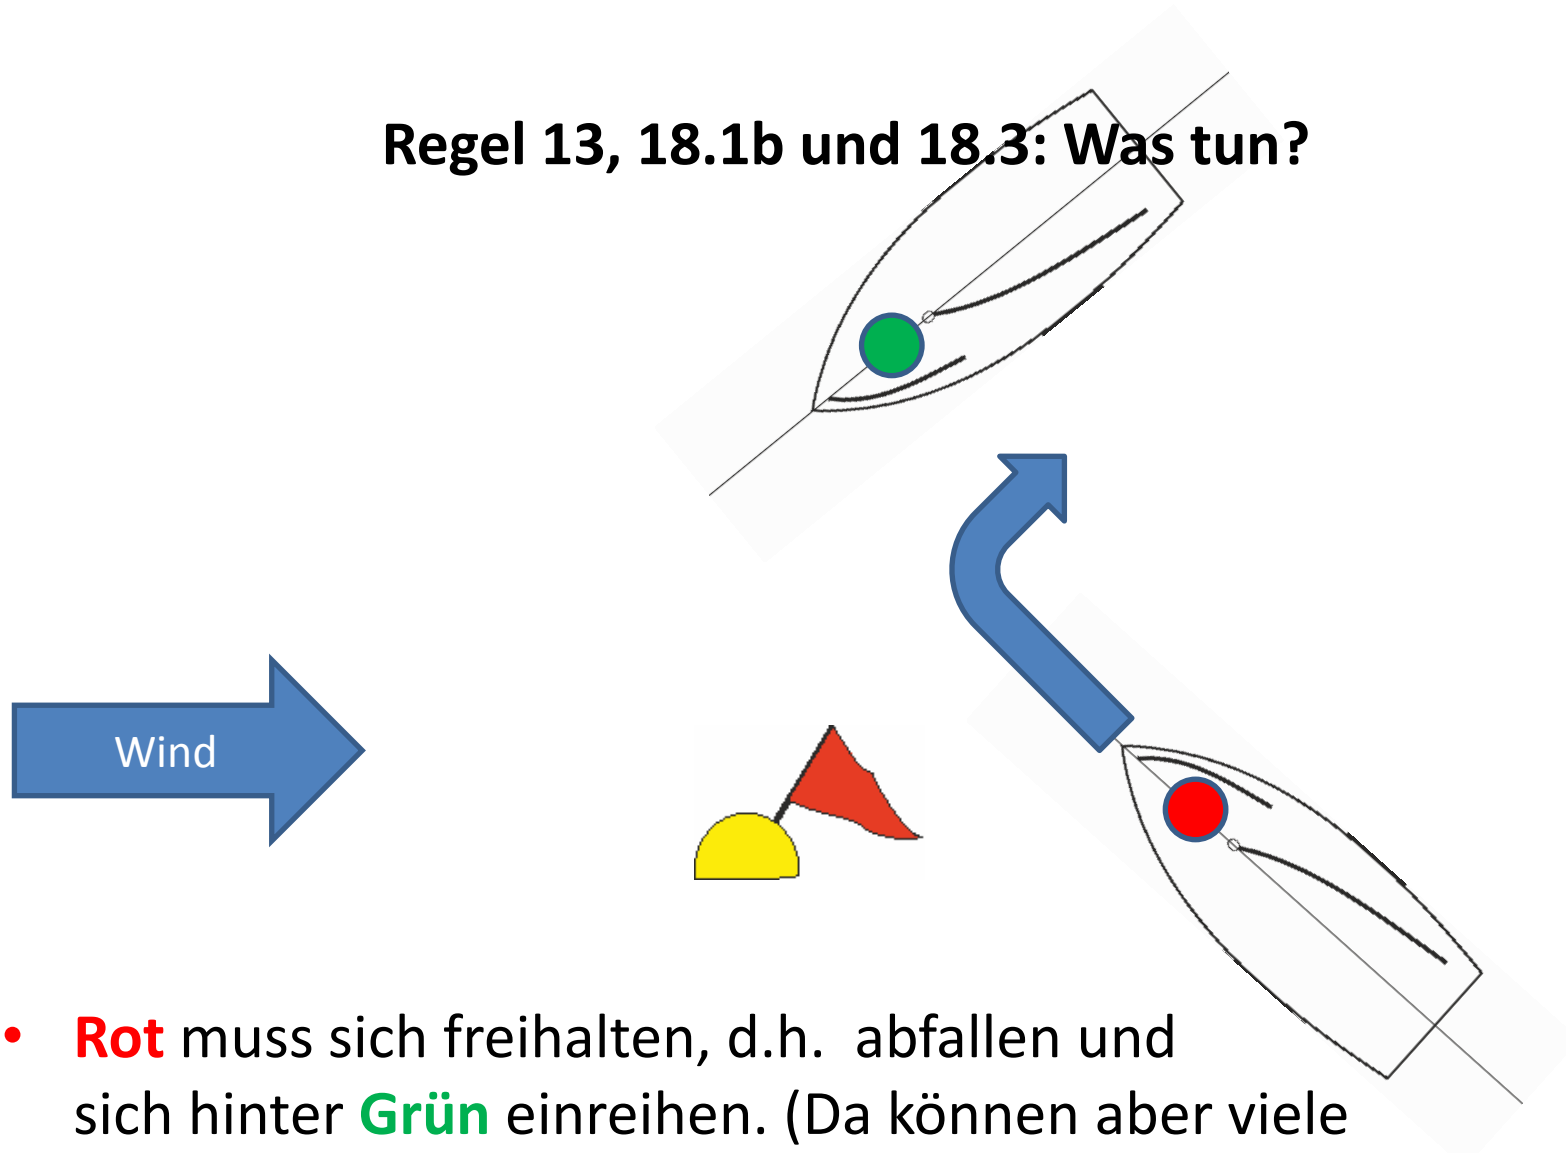 Regel 13, 18.1b und 18.3: Was tun?
Wind
• Rot muss sich freihalten, d.h. abfallen und
sich hinter Grün einreihen. (Da können aber viele